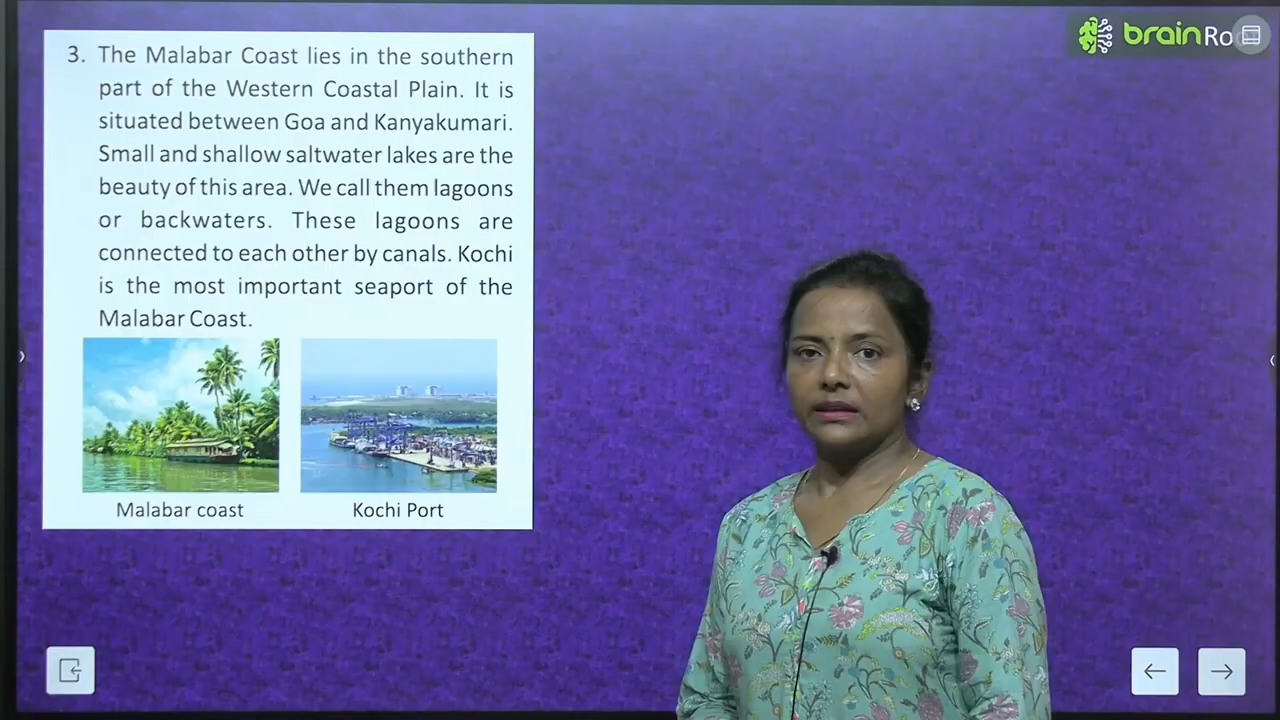 3. The Malabar Coast lies in the southern
part of the Western Coastal Plain. It is
situated between Goa and Kanyakumari.
Small and shallow saltwater lakes are the
beauty of this area. We call them lagoons
or backwaters. These lagoons are
connected to each other by canals. Kochi
is the most important seaport of the
Malabar Coast.
Malabar coast
Kochi Port
brain